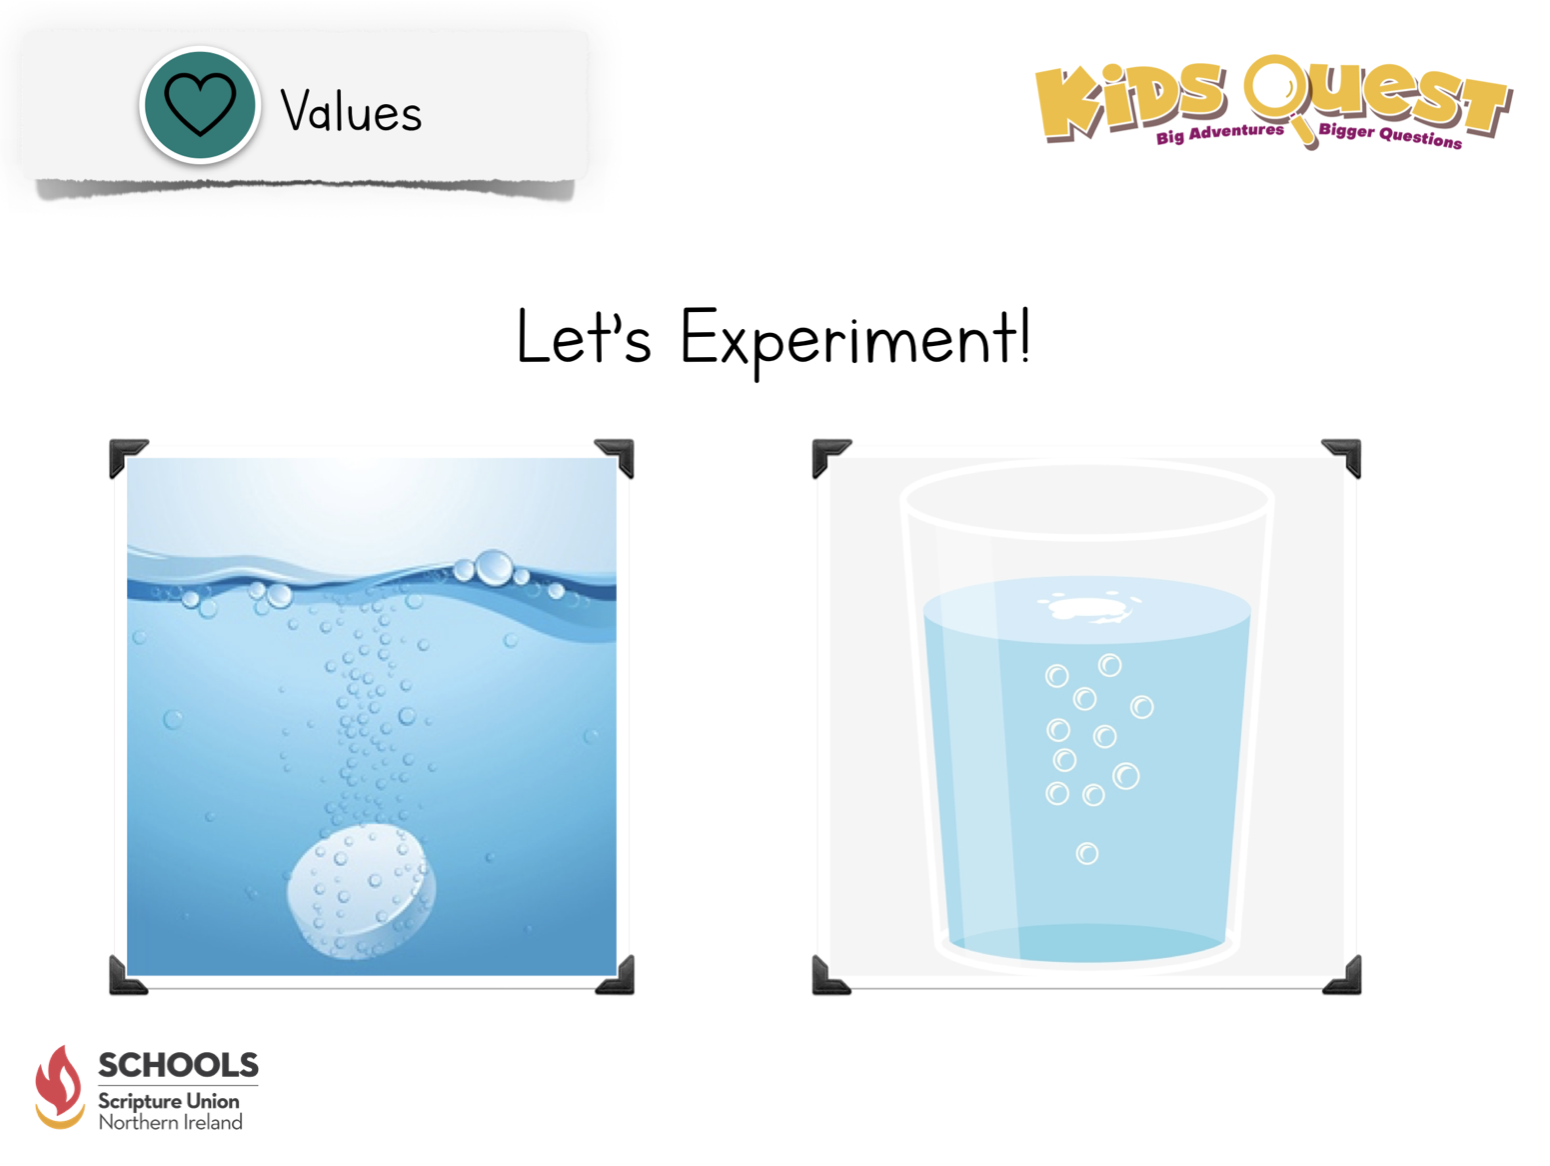 Values
KiDS QUEST
Big Adventures Bigger Questions
Let's Experiment!
SCHOOLS
Scripture Union
Northern Ireland